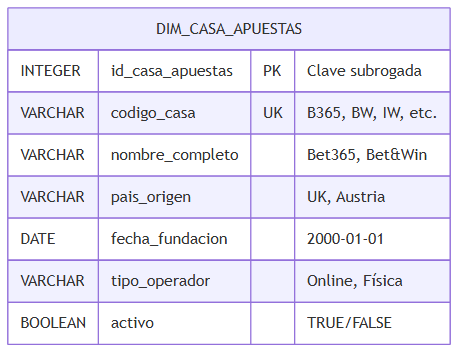 DIM_CASA_APUESTAS
INTEGER id_casa_apuestas PK Clave subrogada
VARCHAR codigo_casa UK B365, BW, IW, etc.
VARCHAR nombre_completo Bet365, Bet&Win
VARCHAR pais_origen UK, Austria
DATE fecha_fundacion 2000-01-01
VARCHAR tipo_operador Online, Física
BOOLEAN activo TRUE/FALSE